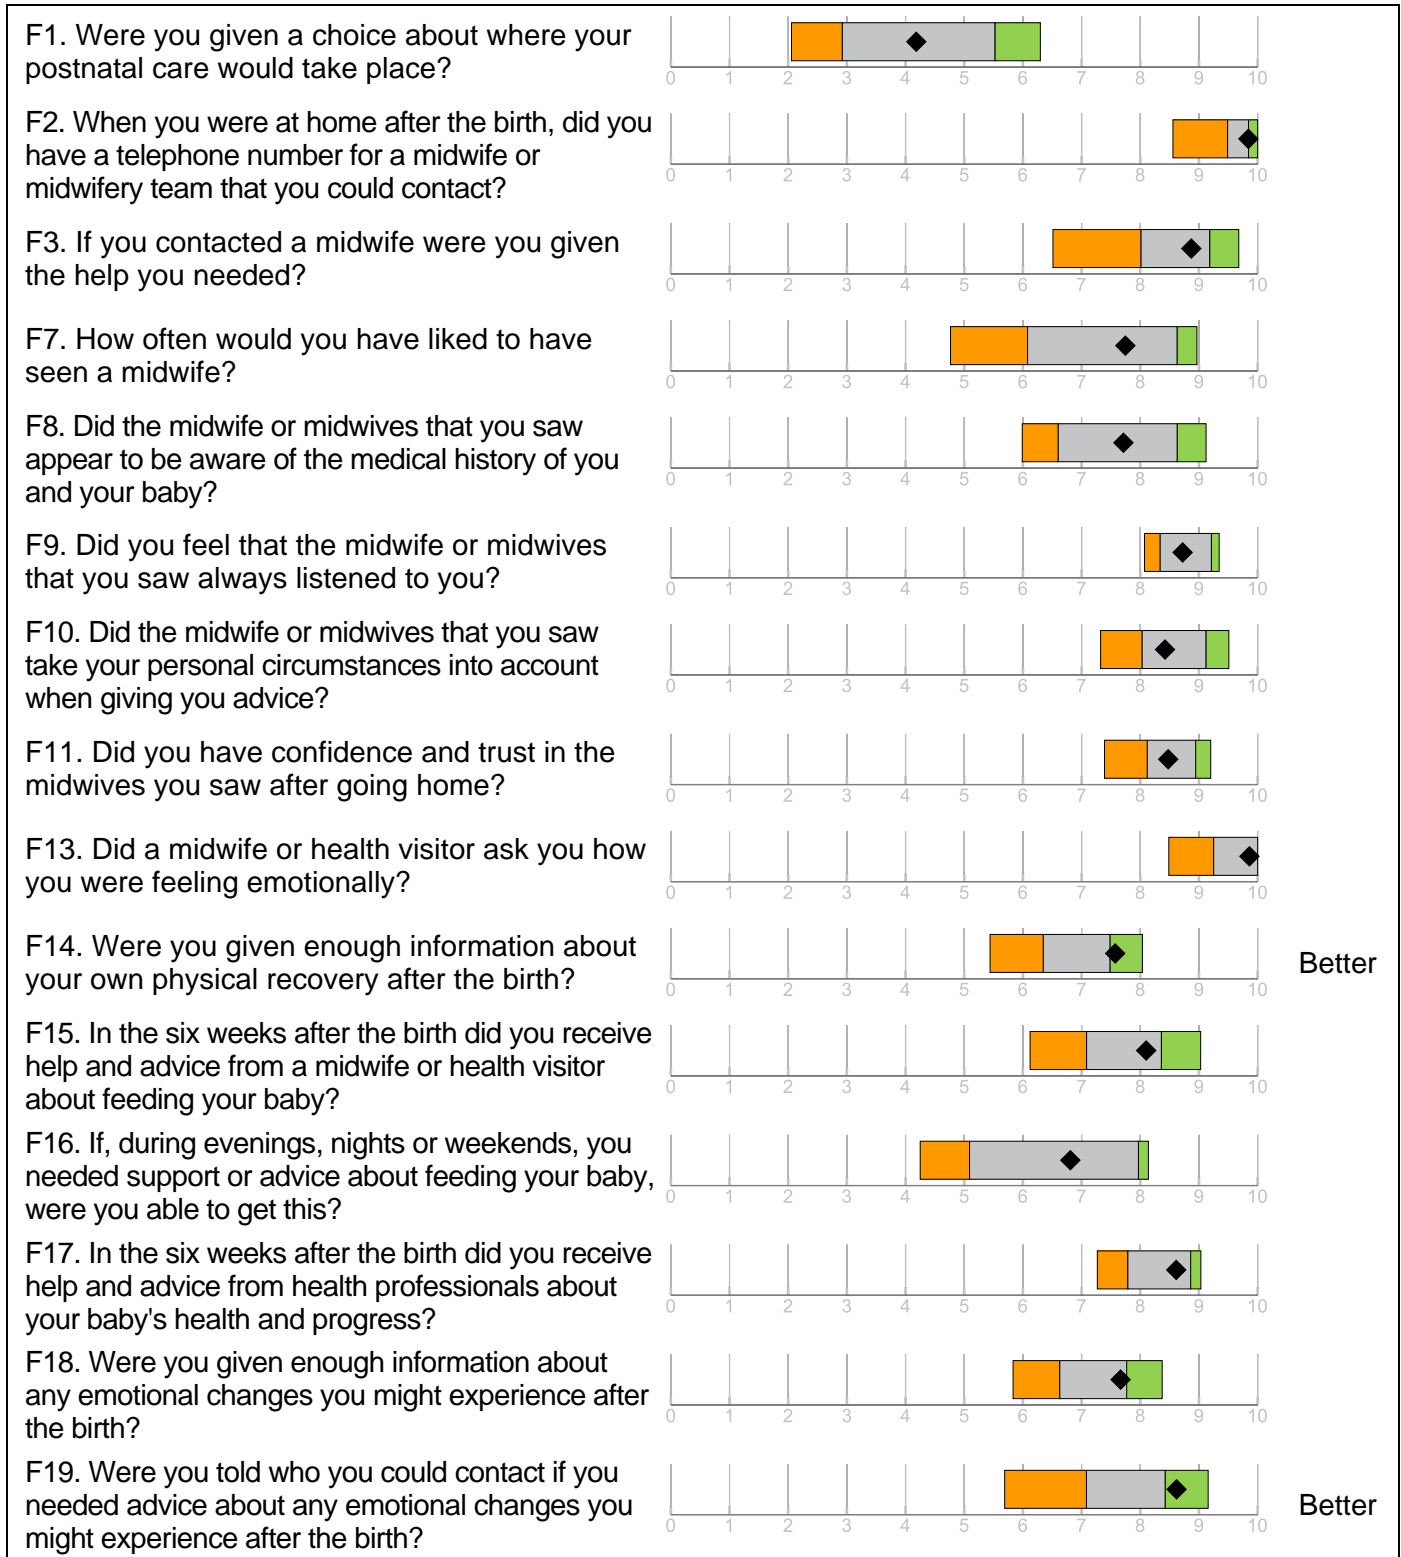 F1. Were you given a choice about where your
postnatal care would take place?
0 1 2 3 4 5 6 7 8 9 10
F2. When you were at home after the birth, did you
have a telephone number for a midwife or
midwifery team that you could contact?
0 1 2 3 4 5 6 7 8 9 10
F3. If you contacted a midwife were you given
the help you needed?
0 1 2 3 4 5 6 7 8 9 10
F7. How often would you have liked to have
seen a midwife?
0 1 2 3 4 5 6 7 8 9 10
F8. Did the midwife or midwives that you saw
appear to be aware of the medical history of you
and your baby?
0 1 2 3 4 5 6 7 8 9 10
F9. Did you feel that the midwife or midwives
that you saw always listened to you?
0 1 2 3 4 5 6 7 8 9 10
F10. Did the midwife or midwives that you saw
take your personal circumstances into account
when giving you advice?
0 1 2 3 4 5 6 7 8 9 10
F11. Did you have confidence and trust in the
midwives you saw after going home?
0 1 2 3 4 5 6 7 8 9 10
F13. Did a midwife or health visitor ask you how
you were feeling emotionally?
0 1 2 3 4 5 6 7 8 9 10
F14. Were you given enough information about
your own physical recovery after the birth?
0 1 2 3 4 5 6 7 8 9 10
Better
F15. In the six weeks after the birth did you receive
help and advice from a midwife or health visitor
about feeding your baby?
0 1 2 3 4 5 6 7 8 9 10
F16. If, during evenings, nights or weekends, you
needed support or advice about feeding your baby,
were you able to get this?
0 1 2 3 4 5 6 7 8 9 10
F17. In the six weeks after the birth did you receive
help and advice from health professionals about
your baby's health and progress?
0 1 2 3 4 5 6 7 8 9 10
F18. Were you given enough information about
any emotional changes you might experience after
the birth?
0 1 2 3 4 5 6 7 8 9 10
F19. Were you told who you could contact if you
needed advice about any emotional changes you
might experience after the birth?
0 1 2 3 4 5 6 7 8 9 10
Better